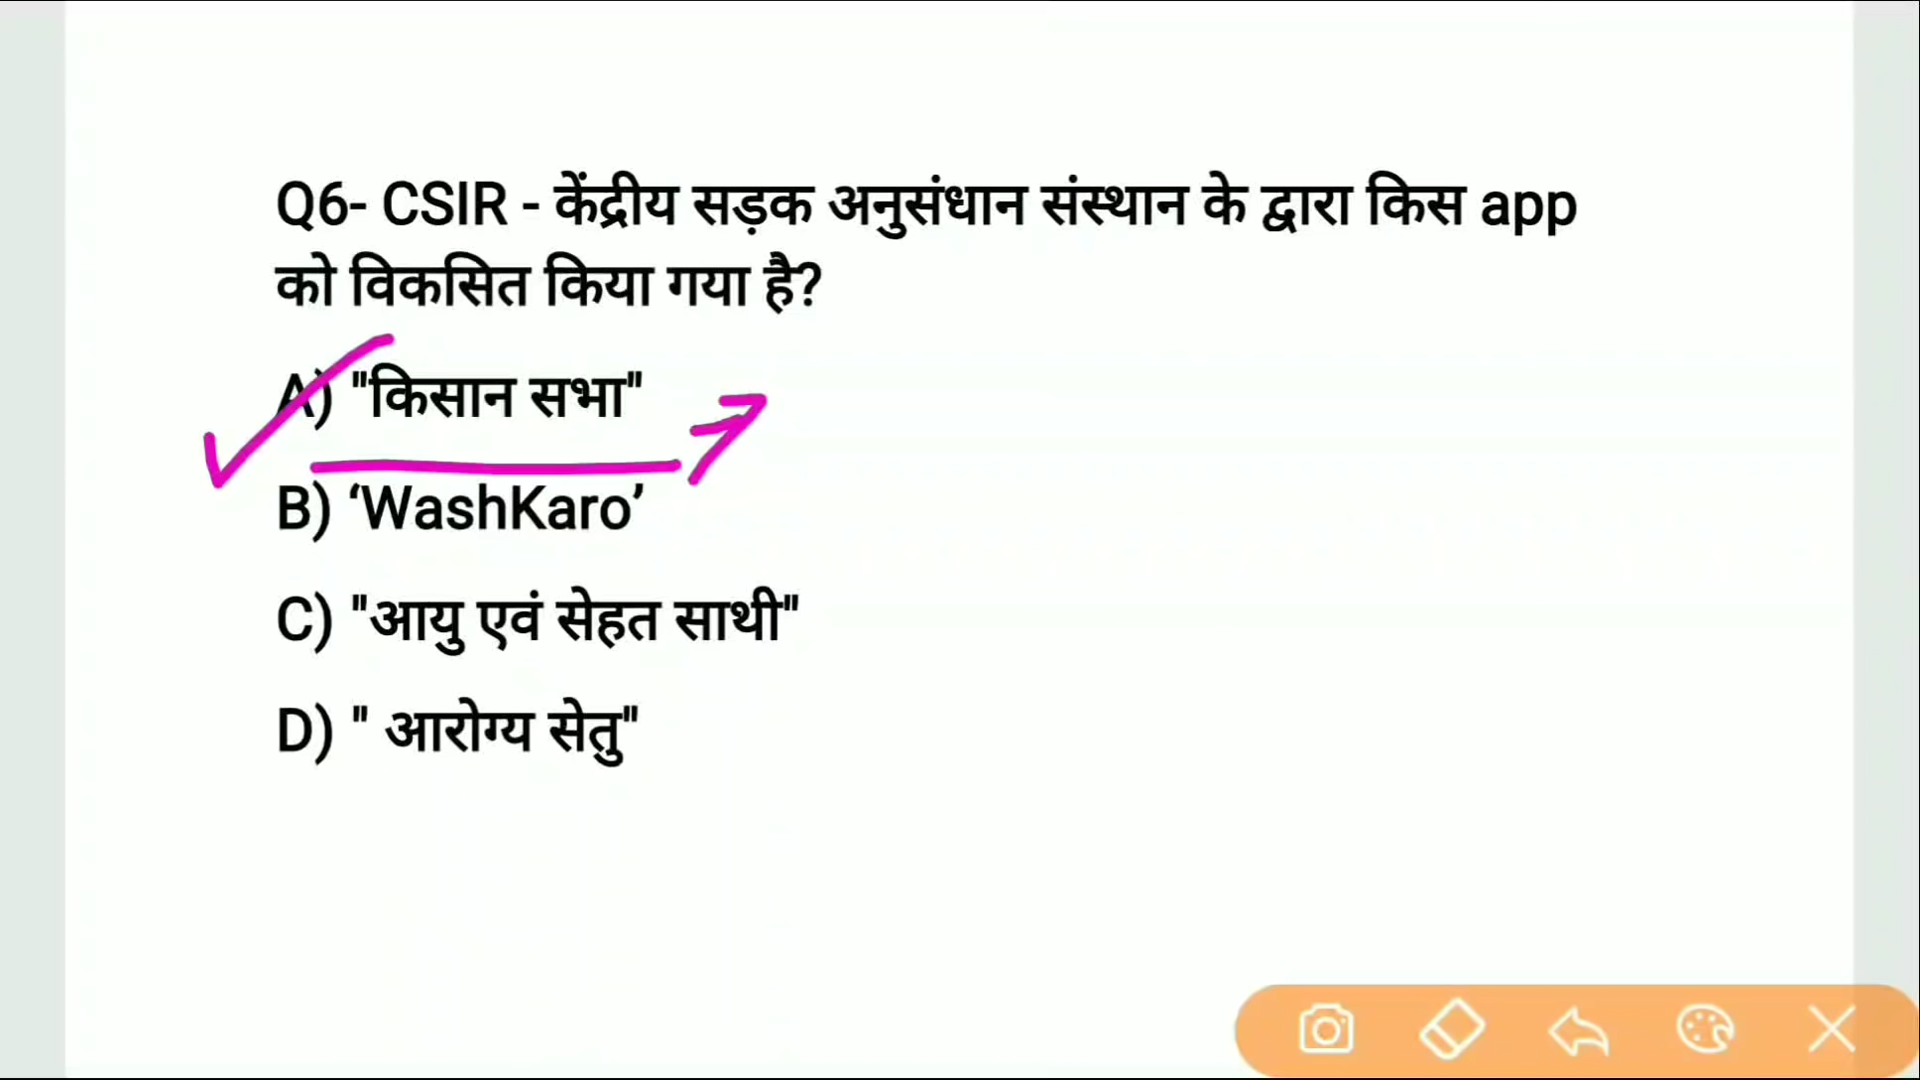 Q6- CSIR - केंद्रीय सड़क अनुसंधान संस्थान के द्वारा किस app
को विकसित किया गया है?
A) "किसान सभा"
B) ‘WashKaro’
C) "आयु एवं सेहत साथी"
D) " आरोग्य सेतु"